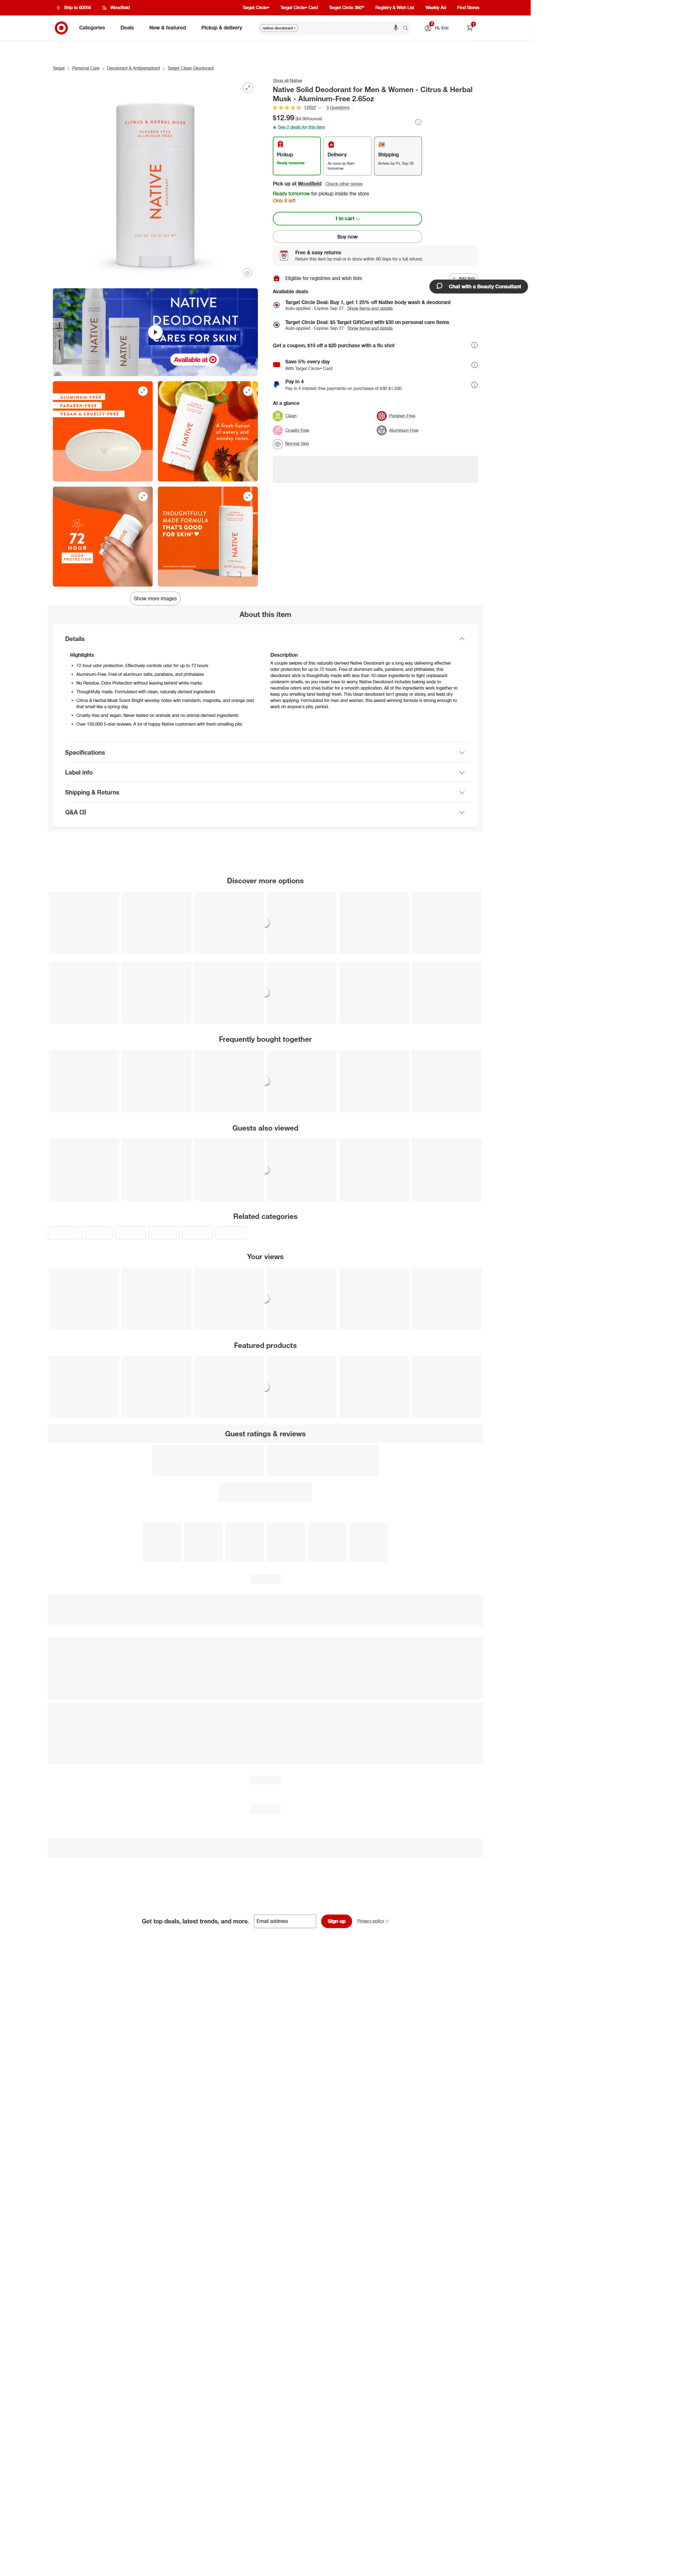 Ship to 60056
Woodfield
Target Circle™
Target Circle™ Card
Target Circle 360™
Registry & Wish List
Weekly Ad
Find Stores
Categories
Deals
New & featured
Pickup & delivery
native deodorant
Hi, Eric
Target
Personal Care
Deodorant & Antiperspirant
Target Clean Deodorant
Shop all Native
Native Solid Deodorant for Men & Women - Citrus & Herbal
Musk - Aluminum-Free 2.65oz
3 Questions
$12.99
See 2 deals for this item
Pickup
Ready tomorrow
Delivery
As soon as 9am
tomorrow
Shipping
Arrives by Fri, Sep 26
Pick up at Woodfield
Check other stores
Ready tomorrow for pickup inside the store
Only 8 left
1 in cart
Buy now
Free & easy returns
Return this item by mail or in store within 90 days for a full refund.
Eligible for registries and wish lists
Add item
Chat with a Beauty Consultant
Available deals
Target Circle Deal: Buy 1, get 1 25% off Native body wash & deodorant
Auto-applied · Expires Sep 27 · Show items and details
Target Circle Deal: $5 Target GiftCard with $30 on personal care items
Auto-applied · Expires Sep 27 · Show items and details
Get a coupon, $10 off a $20 purchase with a flu shot
Save 5% every day
With Target Circle™ Card
Pay in 4
Pay in 4 interest-free payments on purchases of $30-$1,500
At a glance
Clean
Paraben Free
Cruelty Free
Aluminum Free
Normal Skin
CITRUS & HERBAL MUSK
PARABEN FREE
ALUMINUM FREE
NATIVE
DEODORANT
NATIVE
DEODORANT
CARES FOR SKIN
Available at
NATIVE
NATIVE
ALUMINUM-FREE
PARABEN-FREE
VEGAN & CRUELTY-FREE
NATIVE
A fresh fusion
of watery and
woodsy notes.
72
HOUR
ODOR
PROTECTION
THOUGHTFULLY
MADE FORMULA
THAT'S GOOD
FOR SKIN*
NATIVE
Show more images
About this item
Details
Highlights
72-hour odor protection. Effectively controls odor for up to 72 hours
Aluminum Free. Free of aluminum salts, parabens, and phthalates
No Residue. Odor Protection without leaving behind white marks
Thoughtfully made. Formulated with clean, naturally derived ingredients
Citrus & Herbal Musk Scent-Bright woodsy notes with mandarin, magnolia, and orange zest
that smell like a spring day
Cruelty-free and vegan. Never tested on animals and no animal derived ingredients
Over 150,000 5-star reviews. A lot of happy Native customers with fresh-smelling pits
Description
A couple swipes of this naturally derived Native Deodorant go a long way, delivering effective
odor protection for up to 72 hours. Free of aluminum salts, parabens, and phthalates, this
deodorant stick is thoughtfully made with less than 10 clean ingredients to fight unpleasant
underarm smells, so you never have to worry. Native Deodorant includes baking soda to
neutralize odors and shea butter for a smooth application. All of the ingredients work together to
keep you smelling (and feeling) fresh. This clean deodorant isn't greasy or sticky, and feels dry
when applying. Formulated for men and women, this award-winning formula is strong enough to
work on anyone's pits, period.
Specifications
Label info
Shipping & Returns
Q&A (3)
Discover more options
Frequently bought together
Guests also viewed
Related categories
Your views
Featured products
Guest ratings & reviews
Get top deals, latest trends, and more.
Email address
Sign up
Privacy policy